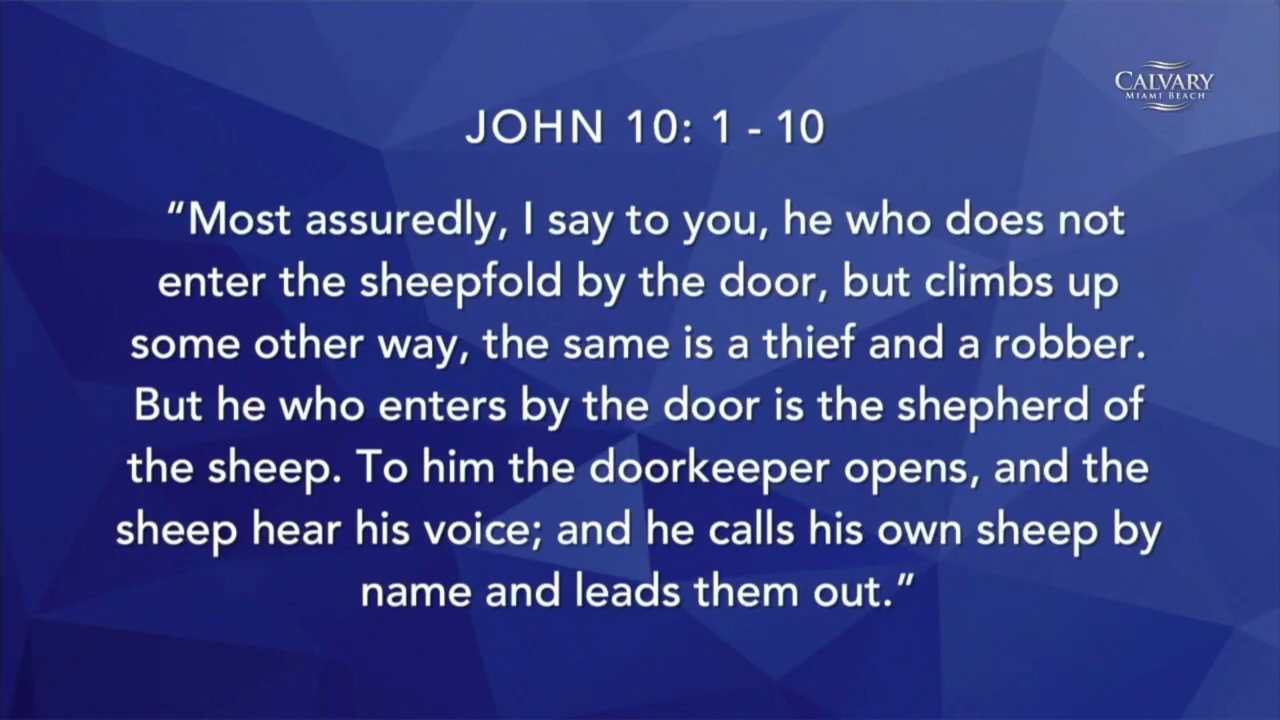 CALVARY
MIAMI BEACH
JOHN 10: 1 - 10
“Most assuredly, I say to you, he who does not
enter the sheepfold by the door, but climbs up
some other way, the same is a thief and a robber.
But he who enters by the door is the shepherd of
the sheep. To him the doorkeeper opens, and the
sheep hear his voice; and he calls his own sheep by
name and leads them out.”